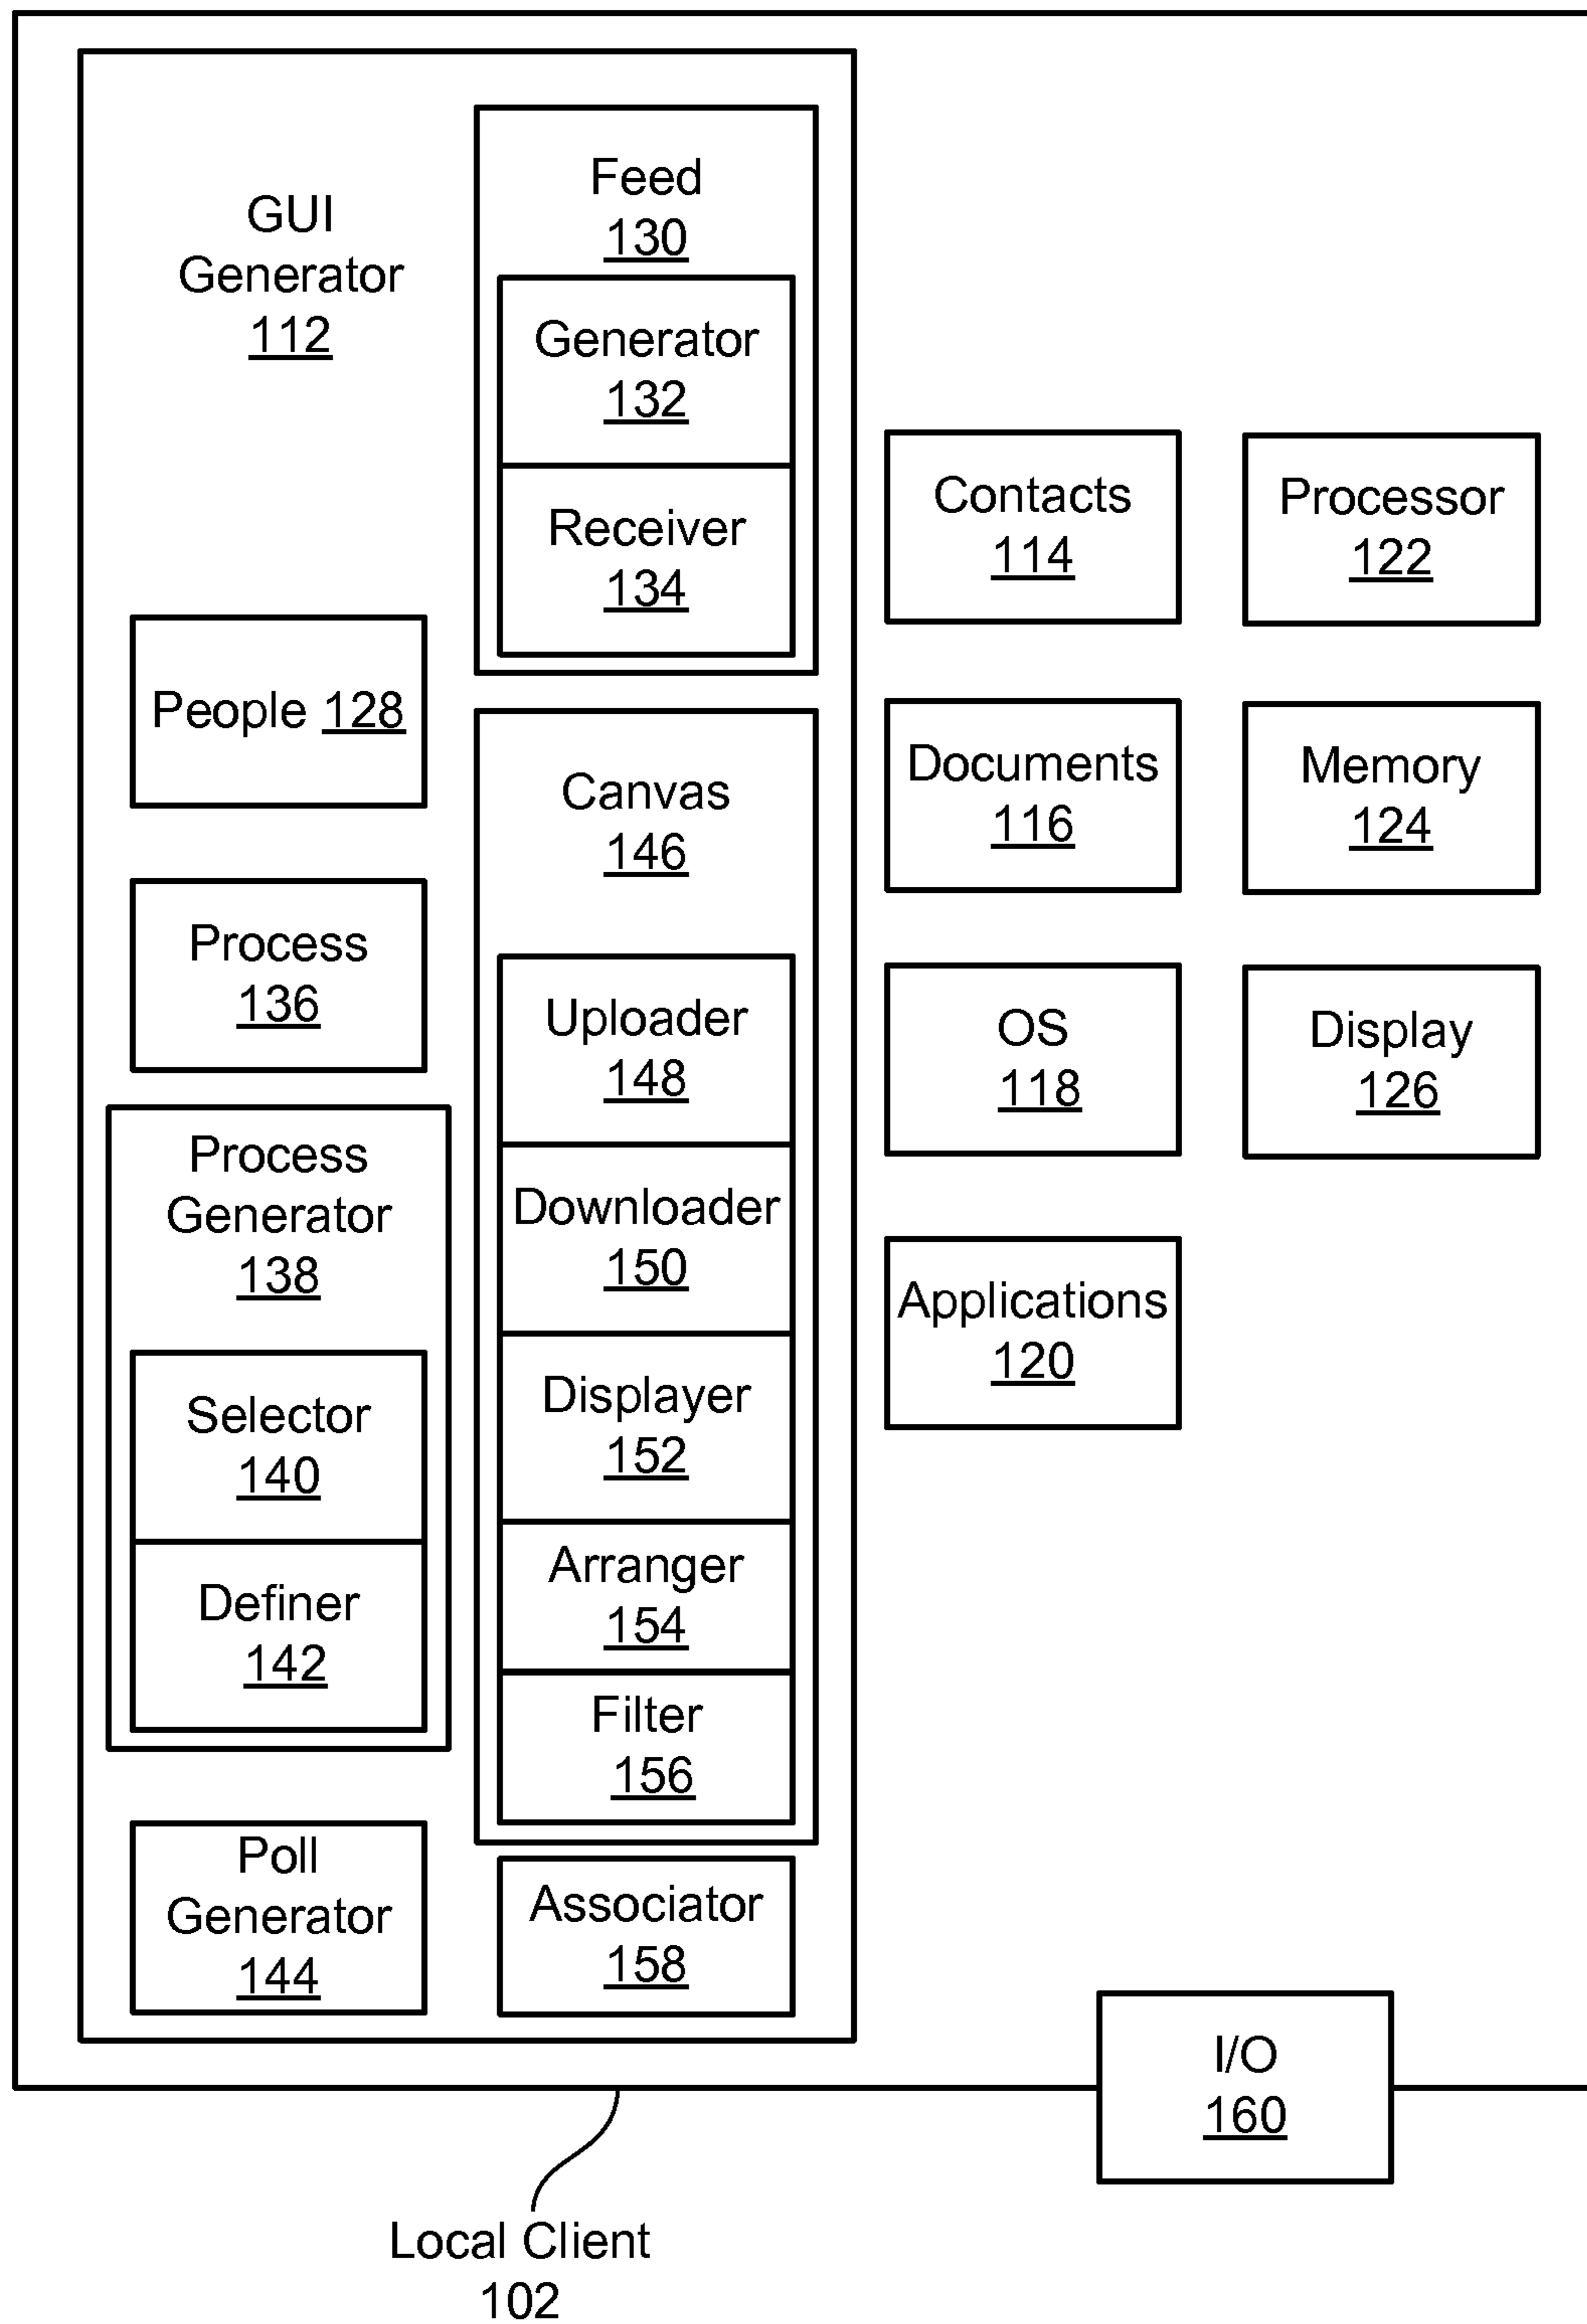 GUI
Generator
112
People 128
Process
136
Process
Generator
138
Selector
140
Definer
142
Poll
Generator
144
Feed
130
Generator
132
Receiver
134
Canvas
146
Uploader
148
Downloader
150
Displayer
152
Arranger
154
Filter
156
Associator
158
Contacts
114
Documents
116
OS
118
Applications
120
Processor
122
Memory
124
Display
126
I/O
160
Local Client
102